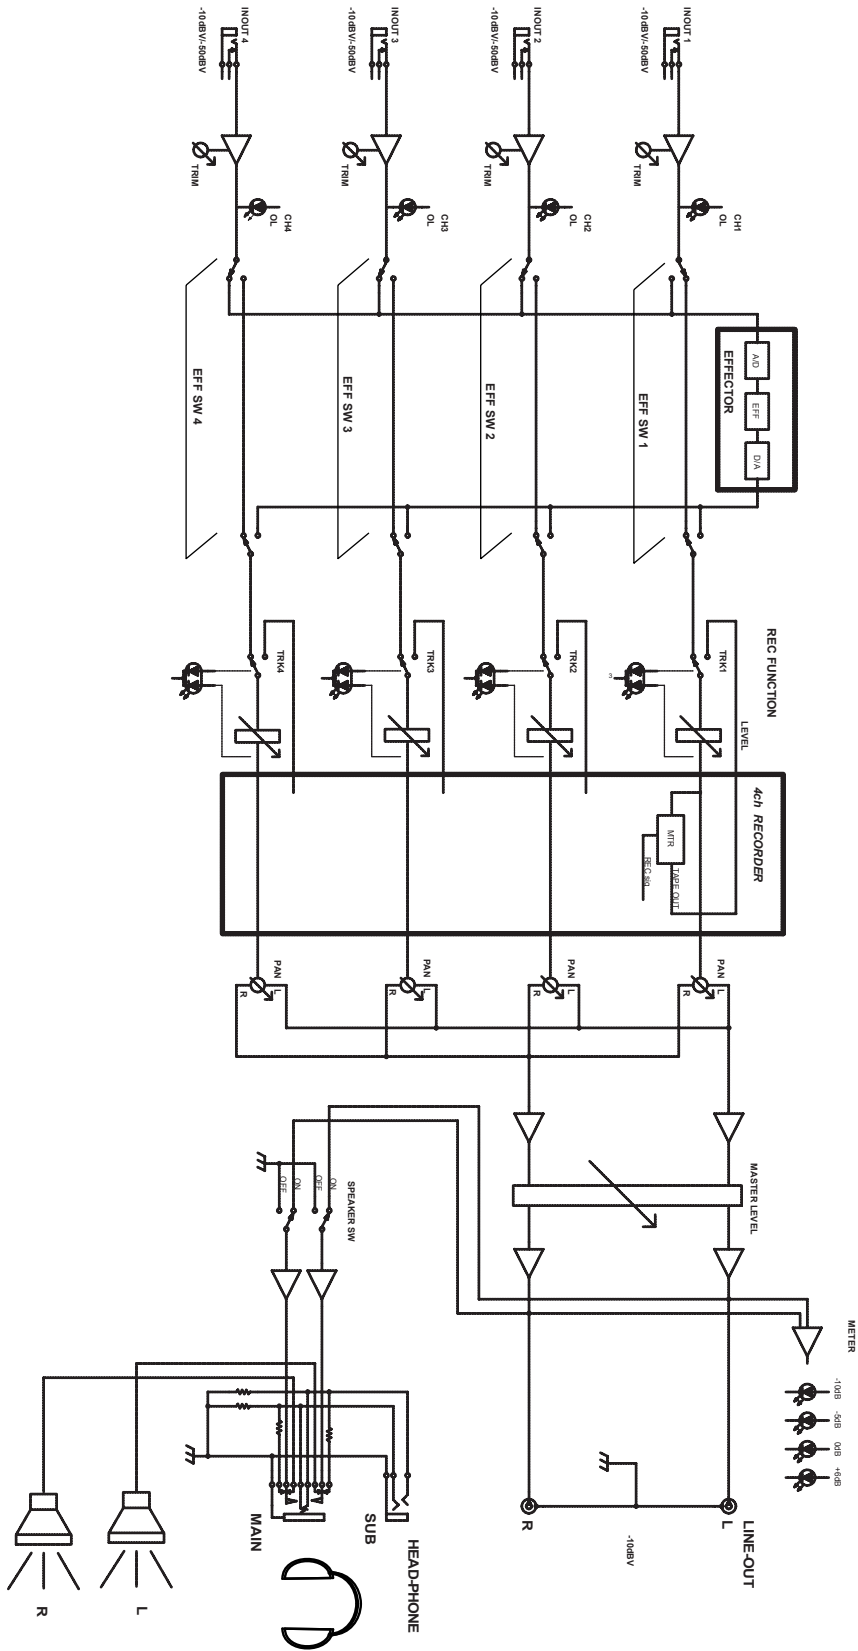 INOUT 1
-10dBV/-50dBV
TRIM
CH1
OL
INOUT 2
-10dBV/-50dBV
TRIM
CH2
OL
INOUT 3
-10dBV/-50dBV
TRIM
CH3
OL
INOUT 4
-10dBV/-50dBV
TRIM
CH4
OL
EFF SW 1
EFF SW 2
EFF SW 3
EFF SW 4
A/D
EFF
D/A
EFFECTOR
REC FUNCTION
TRK1
TRK2
TRK3
TRK4
3
LEVEL
4ch RECORDER
MTR
TAPE OUT
REC sig
PAN
L
R
PAN
L
R
PAN
L
R
PAN
L
R
MASTER LEVEL
SPEAKER SW
ON
OFF
ON
OFF
METER
-10dB
-5dB
0dB
+6dB
LINE-OUT
L
R
-10dBV
HEAD-PHONE
SUB
MAIN
L
R